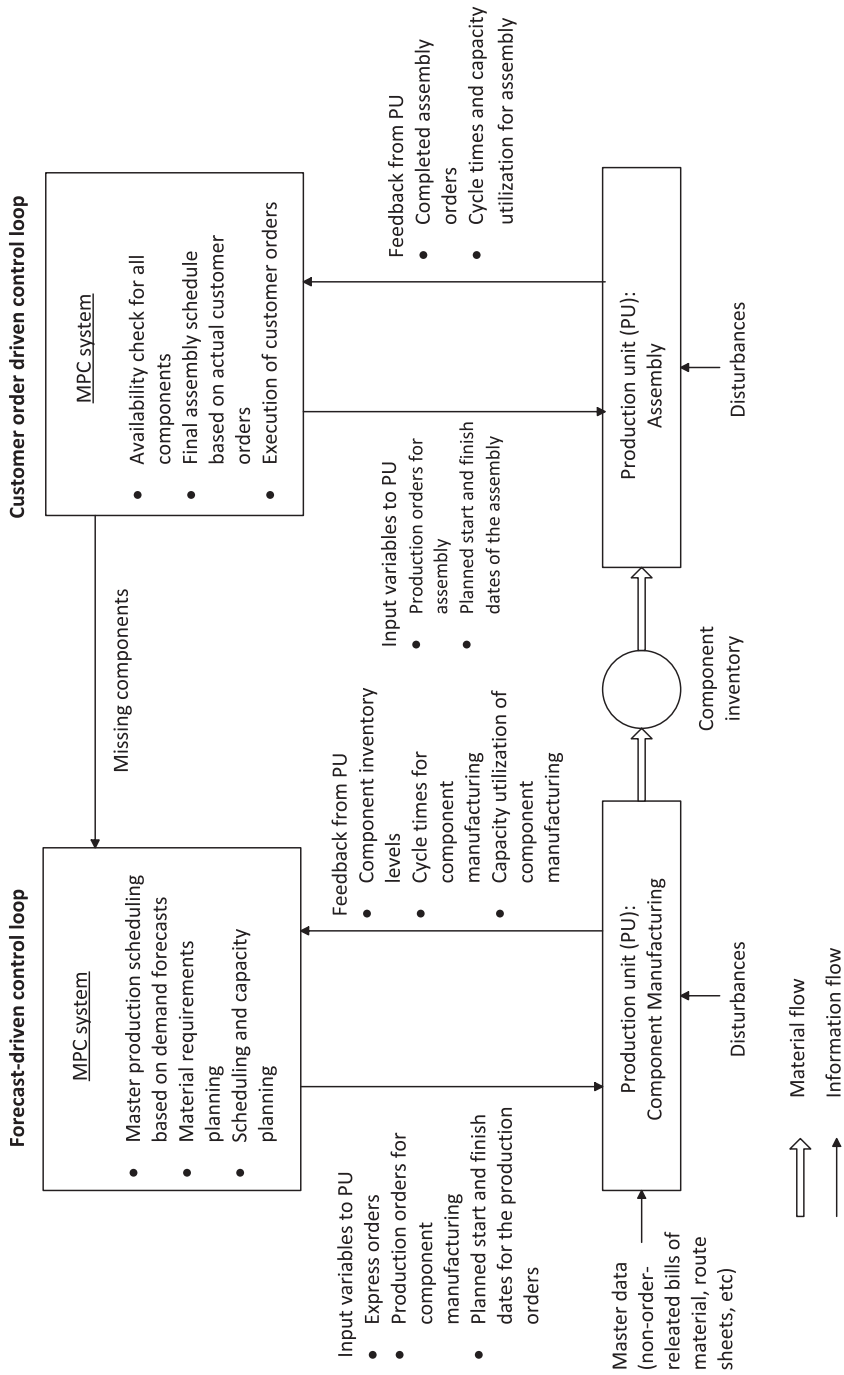 Forecast-driven control loop
Customer order driven control loop
MPC system
• Master production scheduling
based on demand forecasts
• Material requirements
planning
• Scheduling and capacity
planning
Missing components
MPC system
• Availability check for all
components
• Final assembly schedule
based on actual customer
orders
• Execution of customer orders
Input variables to PU
• Express orders
• Production orders for
component
manufacturing
• Planned start and finish
dates for the production
orders
Feedback from PU
• Component inventory
levels
• Cycle times for
component
manufacturing
• Capacity utilization of
component
manufacturing
Input variables to PU
• Production orders for
assembly
• Planned start and finish
dates of the assembly
Feedback from PU
• Completed assembly
orders
• Cycle times and capacity
utilization for assembly
Master data
(non-order-
releated bills of
material, route
sheets, etc)
Production unit (PU):
Component Manufacturing
Component
inventory
Production unit (PU):
Assembly
Disturbances
Disturbances
Material flow
Information flow